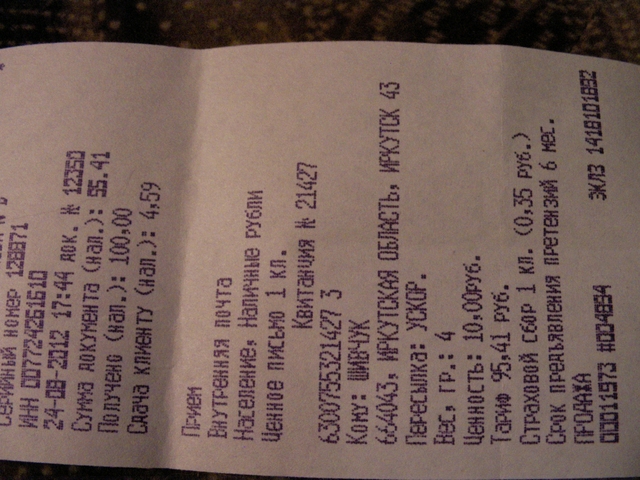 СЕРИЙНЫЙ НОМЕР 128871
ИНН 007724261610
24-08-2012 17:44 ДОК. № 12350
СУММА ДОКУМЕНТА (НАЛ.): 95.41
ПОЛУЧЕНО (НАЛ.): 100,00
СДАЧА КЛИЕНТУ (НАЛ.): 4,59
ПРИЕМ
ВНУТРЕННЯЯ ПОЧТА
НАСЕЛЕНИЕ, НАЛИЧНЫЕ РУБЛИ
ЦЕННОЕ ПИСЬМО 1 КЛ.
КВИТАНЦИЯ № 21427
6300755321427 3
КОМУ: ШИВЧУК
664043, ИРКУТСКАЯ ОБЛАСТЬ, ИРКУТСК 43
ПЕРЕСЫЛКА: УСКОР.
ВЕС, ГР.: 4
ЦЕННОСТЬ: 10,00РУБ.
ТАРИФ 95,41 РУБ.
СТРАХОВОЙ СБОР 1 КЛ. (0,35 РУБ.)
СРОК ПРЕДЪЯВЛЕНИЯ ПРЕТЕНЗИЙ 6 МЕС.
ПРОДАЖА ЭКЛЗ 1418101892
00011973 #004834